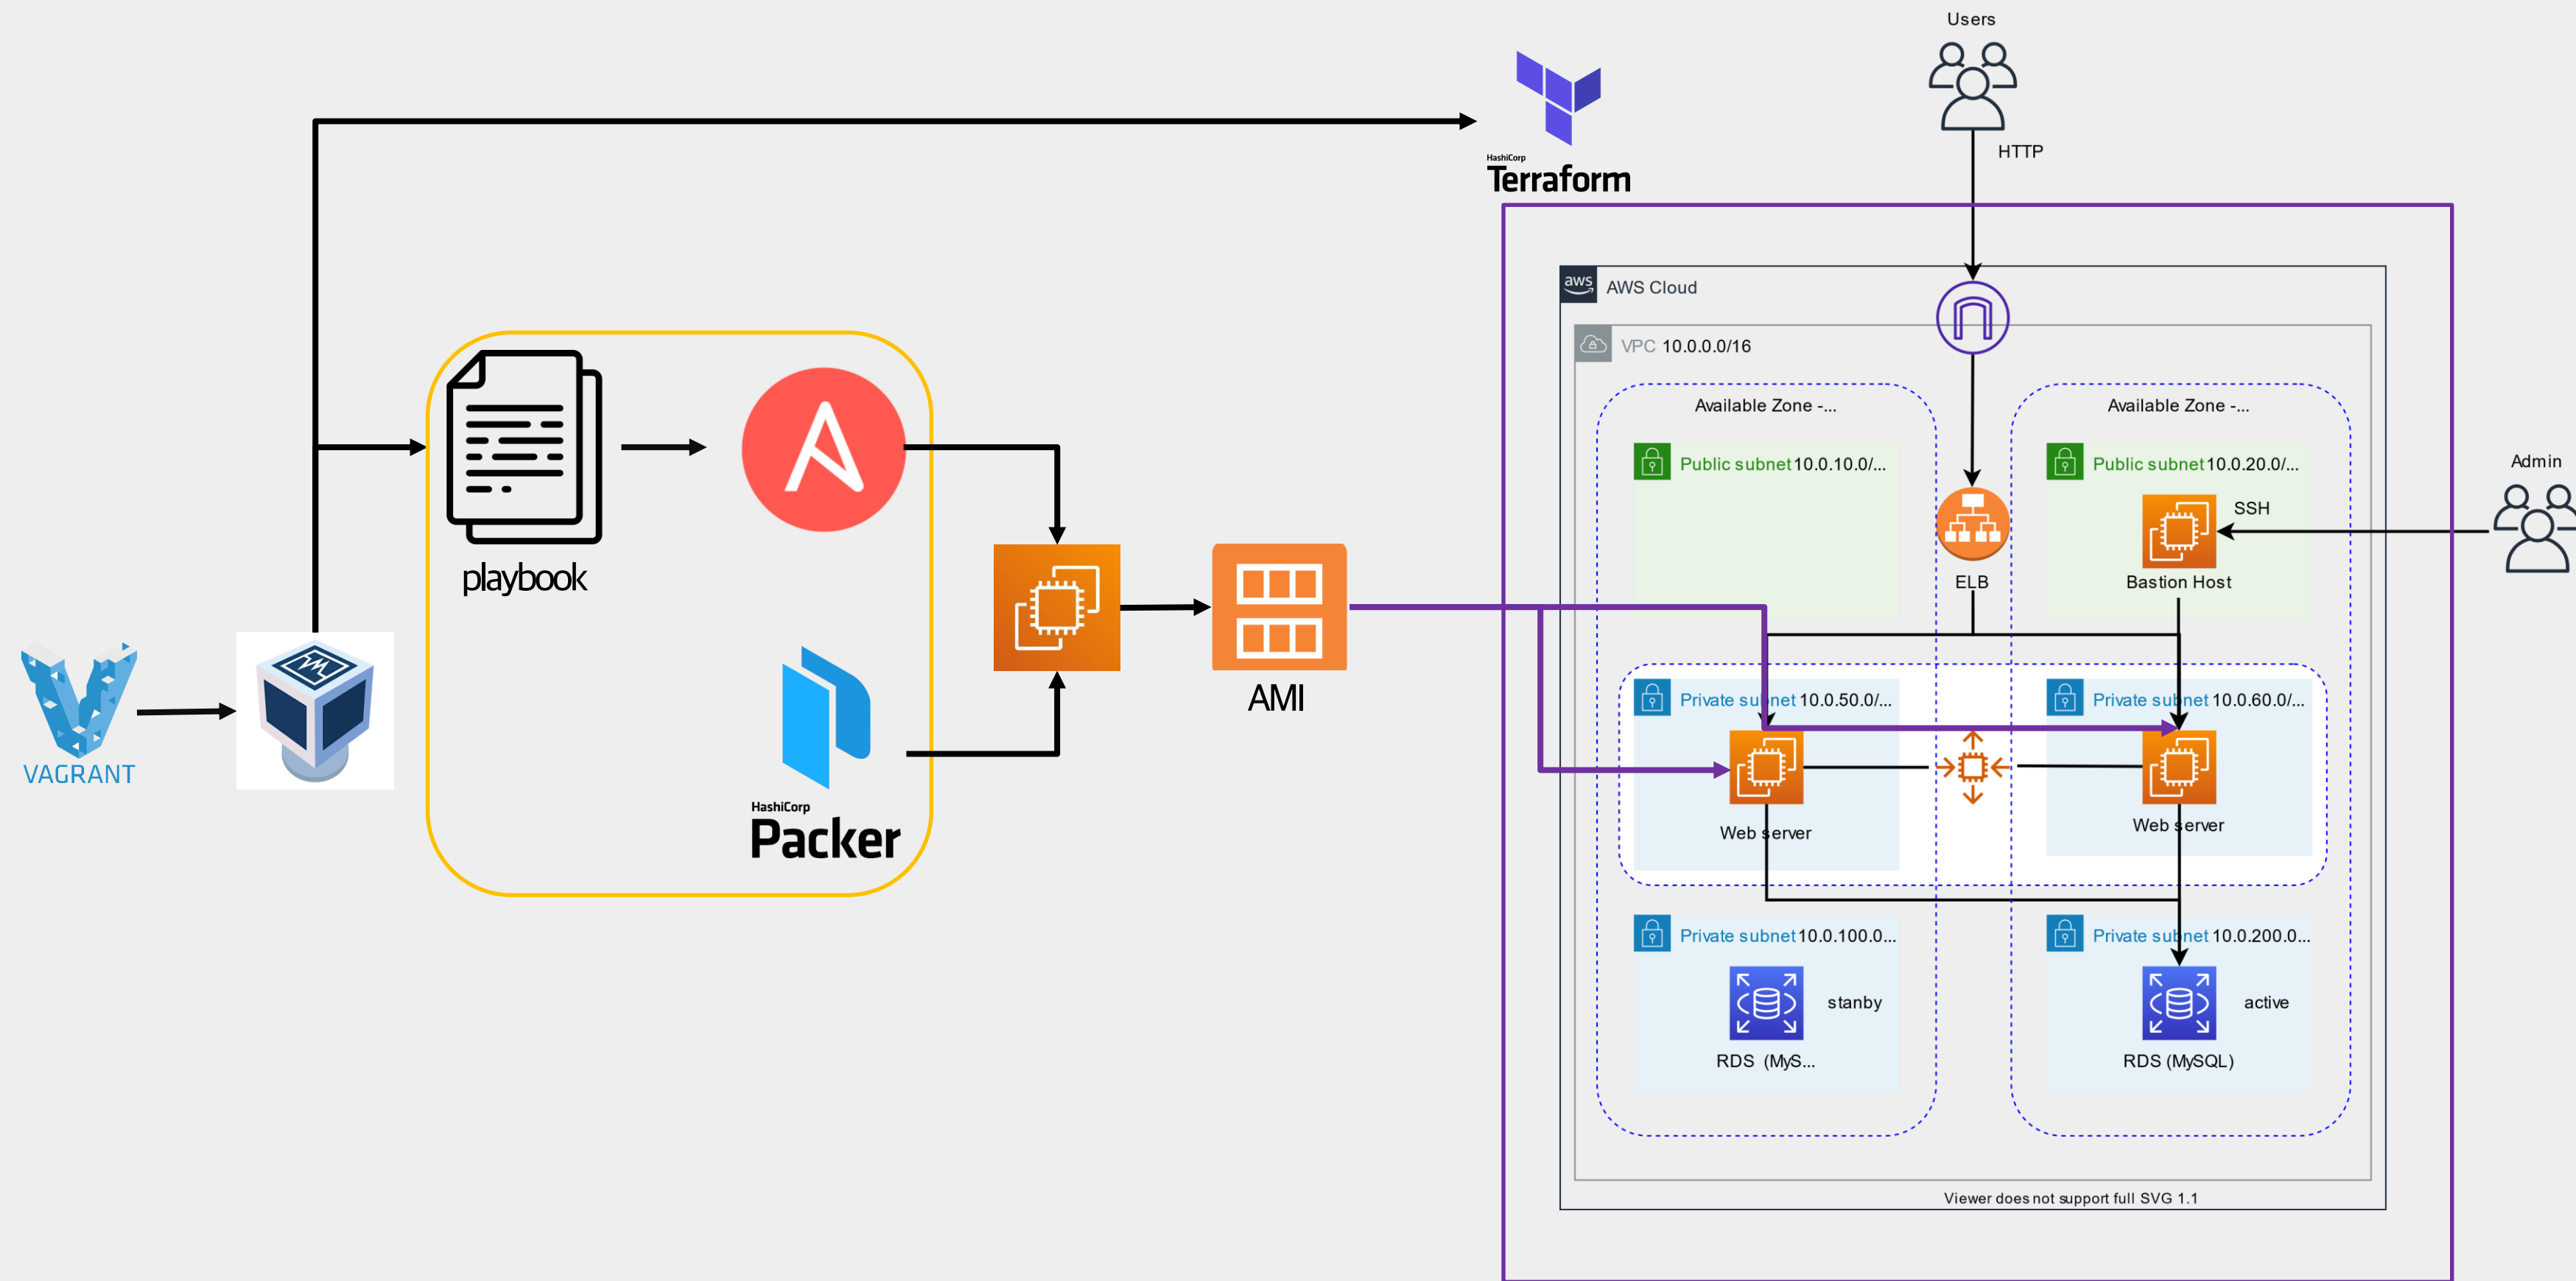 Users
HTTP
HashiCorp
Terraform
aws
AWS Cloud
VPC 10.0.0.0/16
Available Zone -...
Available Zone -...
Public subnet 10.0.10.0/...
Public subnet 10.0.20.0/...
Admin
SSH
ELB
Bastion Host
playbook
AMI
Private subnet 10.0.50.0/...
Private subnet 10.0.60.0/...
VAGRANT
HashiCorp
Packer
Web server
Web server
Private subnet 10.0.100.0...
Private subnet 10.0.200.0...
stanby
active
RDS (MyS...
RDS (MySQL)
Viewer does not support full SVG 1.1